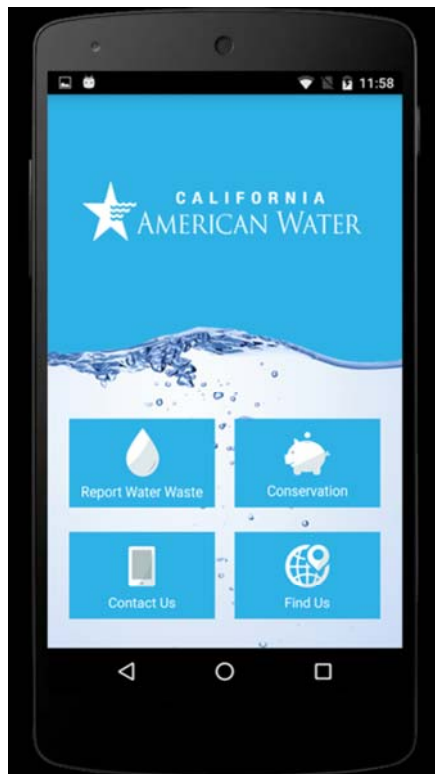 11:58
CALIFORNIA
AMERICAN WATER
Report Water Waste
Conservation
Contact Us
Find Us